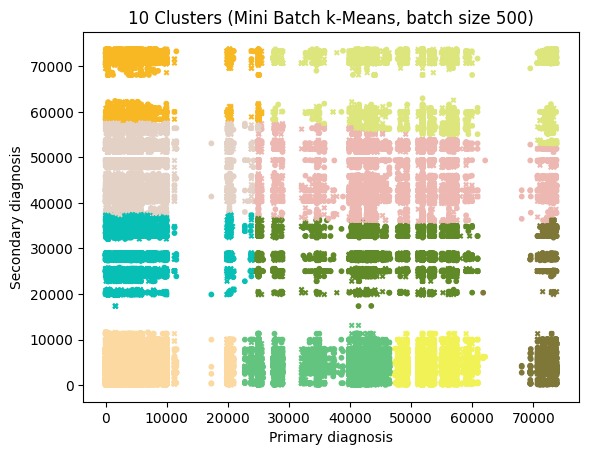 10 Clusters (Mini Batch k-Means, batch size 500)
70000
60000
50000
40000
30000
20000
10000
0
Secondary diagnosis
0 10000 20000 30000 40000 50000 60000 70000
Primary diagnosis